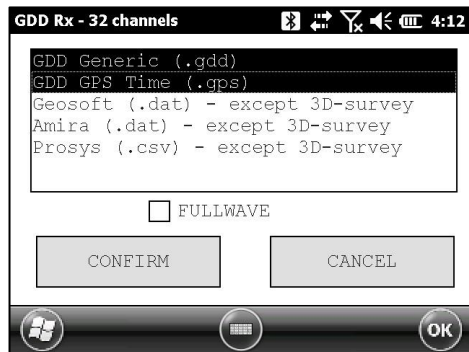 GDD Rx - 32 channels 4:12
GDD Generic (.gdd)
GDD GPS Time (.gps)
Geosoft (.dat) - except 3D-survey
Amira (.dat) - except 3D-survey
Prosys (.csv) - except 3D-survey
FULLWAVE
CONFIRM CANCEL
OK